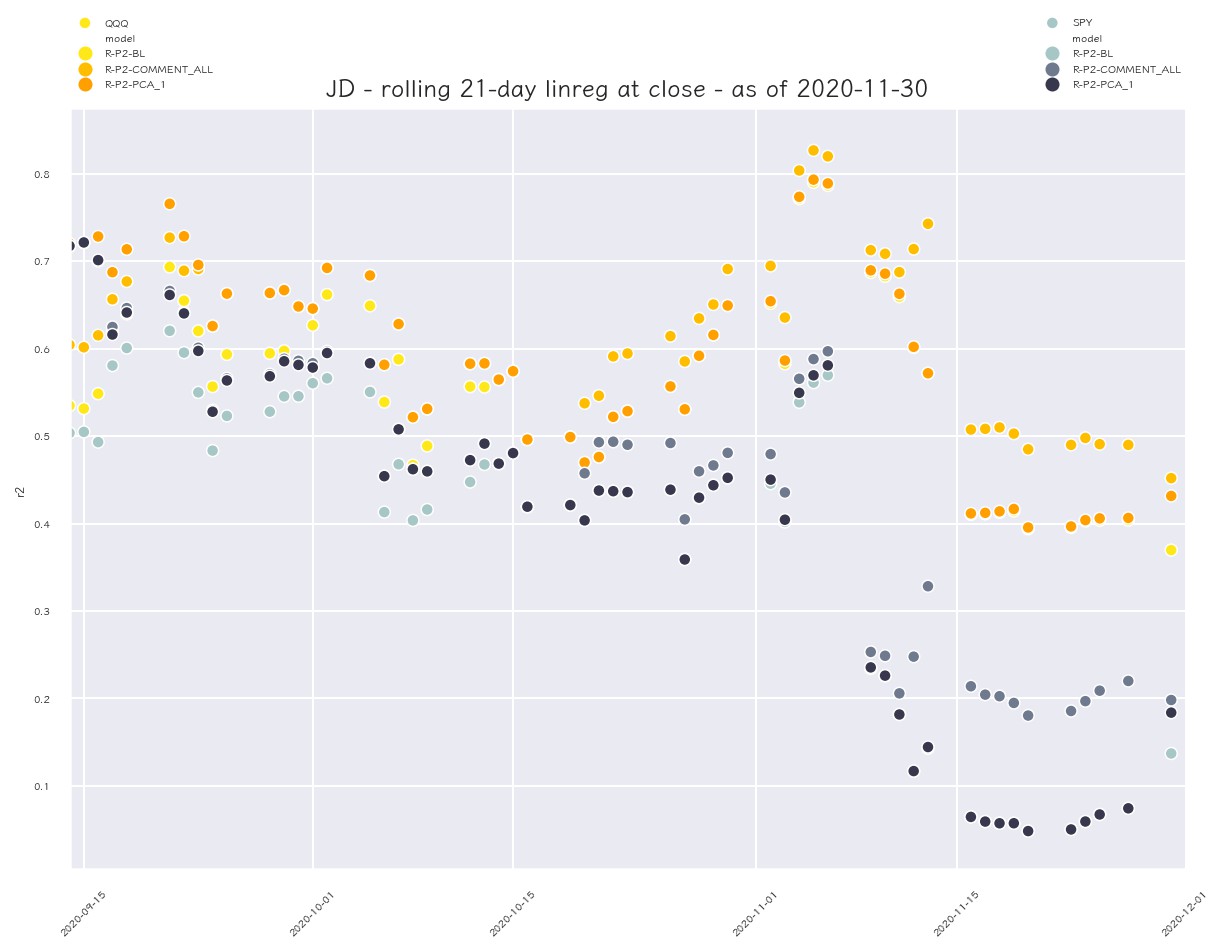 QQQ
model
R-P2-BL
R-P2-COMMENT_ALL
R-P2-PCA_1
SPY
model
R-P2-BL
R-P2-COMMENT_ALL
R-P2-PCA_1
JD - rolling 21-day linreg at close - as of 2020-11-30
0.8
0.7
0.6
0.5
0.4
0.3
0.2
0.1
r2
2020-09-15
2020-10-01
2020-10-15
2020-11-01
2020-11-15
2020-12-01